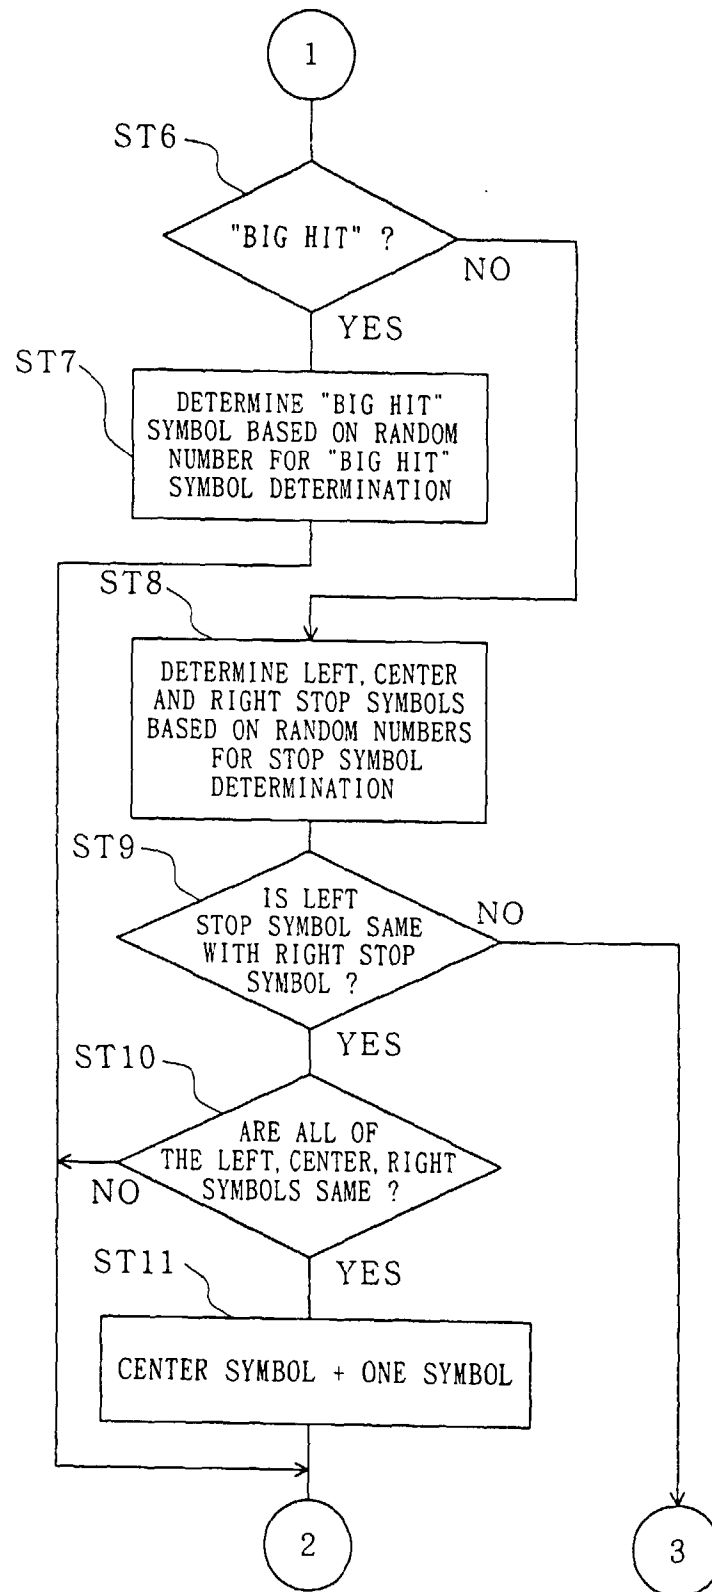 1
ST6
"BIG HIT" ?
NO
YES
ST7
DETERMINE "BIG HIT"
SYMBOL BASED ON RANDOM
NUMBER FOR "BIG HIT"
SYMBOL DETERMINATION
ST8
DETERMINE LEFT, CENTER
AND RIGHT STOP SYMBOLS
BASED ON RANDOM NUMBERS
FOR STOP SYMBOL
DETERMINATION
ST9
IS LEFT
STOP SYMBOL SAME
WITH RIGHT STOP
SYMBOL ?
NO
YES
ST10
ARE ALL OF
THE LEFT, CENTER, RIGHT
SYMBOLS SAME ?
NO
YES
ST11
CENTER SYMBOL + ONE SYMBOL
2
3